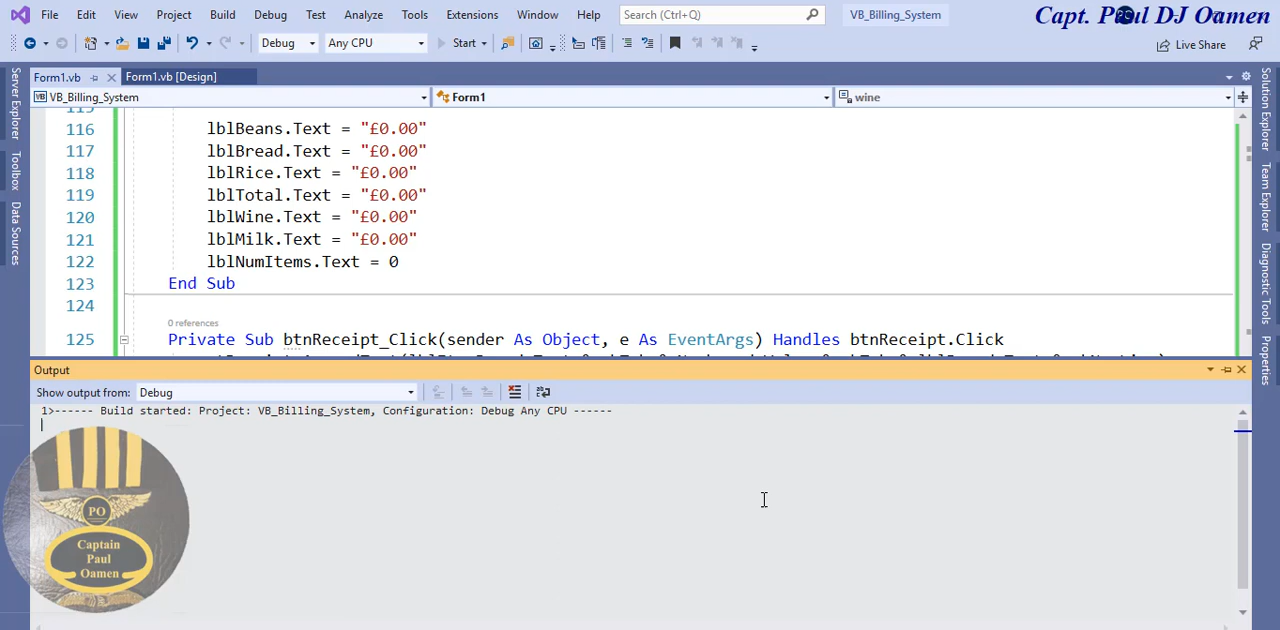 File Edit View Project Build Debug Test Analyze Tools Extensions Window Help Search (Ctrl+Q) VB_Billing_System
Capt. Paul DJ Oamen
Debug Any CPU Start Live Share
Form1.vb Form1.vb [Design]
VB_Billing_System Form1 wine
Server Explorer
Toolbox
Data Sources
Solution Explorer
Team Explorer
Diagnostic Tools
Properties
116 lblBeans.Text = "£0.00"
117 lblBread.Text = "£0.00"
118 lblRice.Text = "£0.00"
119 lblTotal.Text = "£0.00"
120 lblWine.Text = "£0.00"
121 lblMilk.Text = "£0.00"
122 lblNumItems.Text = 0
123 End Sub
124
0 references
125 Private Sub btnReceipt_Click(sender As Object, e As EventArgs) Handles btnReceipt.Click
Output
Show output from: Debug
1>------ Build started: Project: VB_Billing_System, Configuration: Debug Any CPU ------
PO
Captain
Paul
Oamen